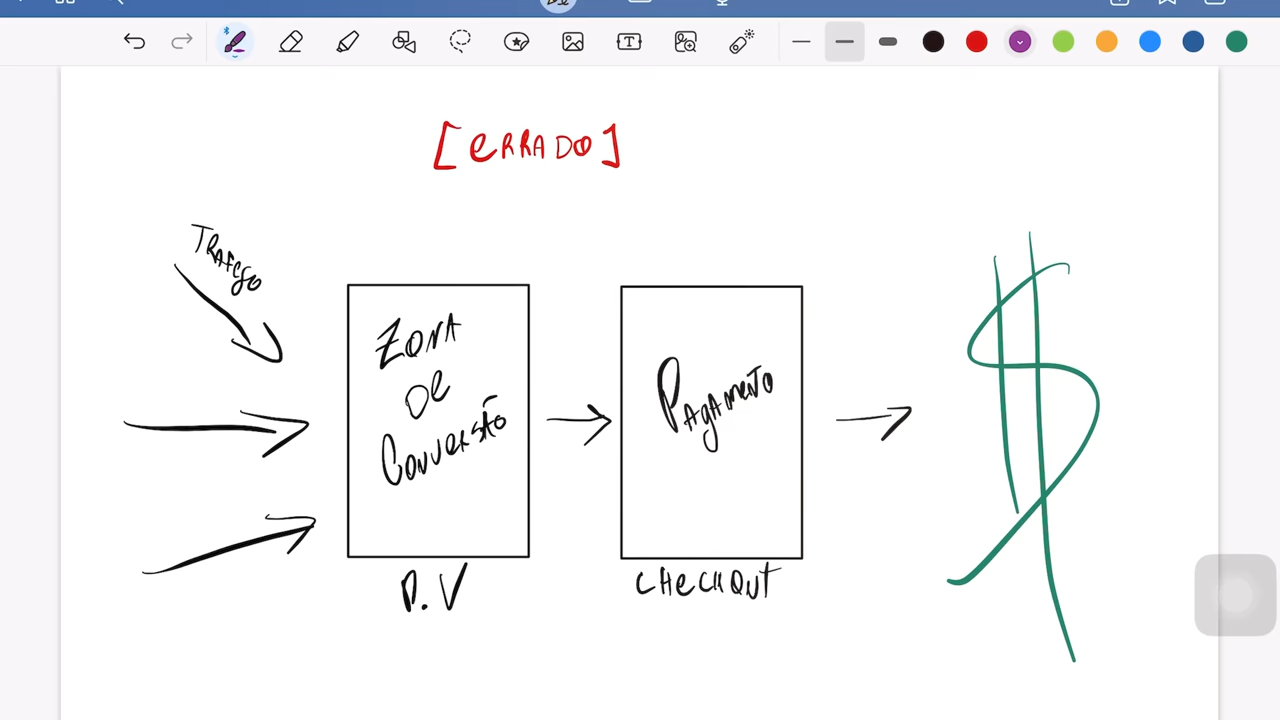 [ERRADO]
TRAFEGO
ZONA
DE
CONVERSÃO
PAGAMENTO
P.V
CHECKOUT
$